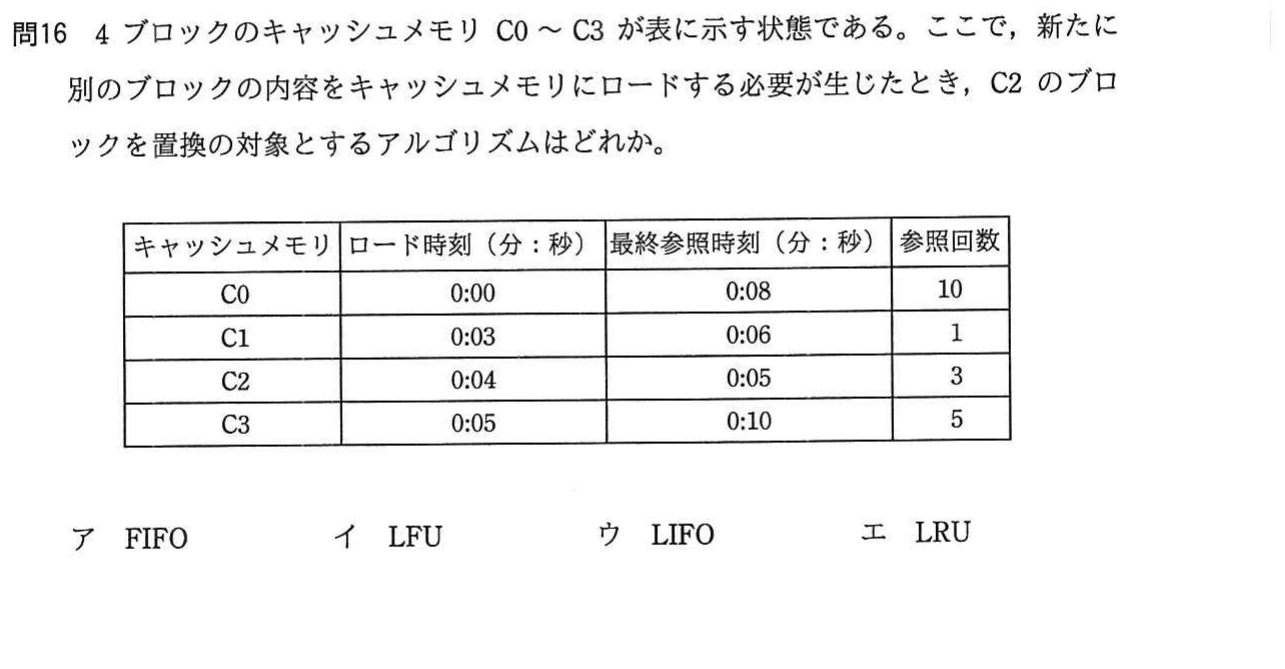 問16 4 ブロックのキャッシュメモリ C0 ～ C3 が表に示す状態である。ここで，新たに
別のブロックの内容をキャッシュメモリにロードする必要が生じたとき，C2 のブロ
ックを置換の対象とするアルゴリズムはどれか。
キャッシュメモリ ロード時刻（分：秒） 最終参照時刻（分：秒） 参照回数
C0 0:00 0:08 10
C1 0:03 0:06 1
C2 0:04 0:05 3
C3 0:05 0:10 5
ア FIFO イ LFU ウ LIFO エ LRU